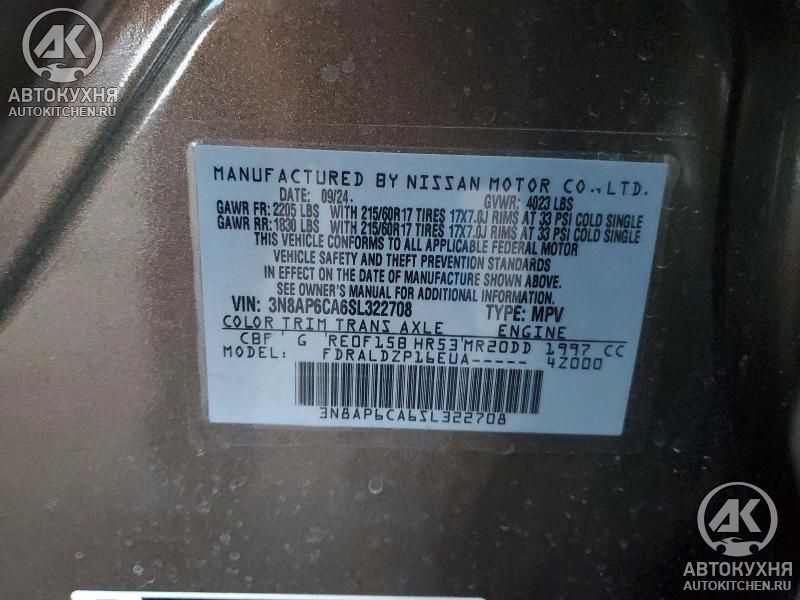 AK
АВТОКУХНЯ
AUTOKITCHEN.RU
MANUFACTURED BY NISSAN MOTOR CO., LTD.
DATE: 09/24. GVWR: 4023 LBS
GAWR FR: 2205 LBS WITH 215/60R17 TIRES 17X7.0J RIMS AT 33 PSI COLD SINGLE
GAWR RR: 1830 LBS WITH 215/60R17 TIRES 17X7.0J RIMS AT 33 PSI COLD SINGLE
THIS VEHICLE CONFORMS TO ALL APPLICABLE FEDERAL MOTOR
VEHICLE SAFETY AND THEFT PREVENTION STANDARDS
IN EFFECT ON THE DATE OF MANUFACTURE SHOWN ABOVE.
SEE OWNER'S MANUAL FOR ADDITIONAL INFORMATION
VIN: 3N8AP6CA6SL322708 TYPE: MPV
COLOR TRIM TRANS AXLE ENGINE
CBF G RE0F15B HR53 MR20DD 1997 CC
MODEL: FDRALDZP16EUA----- 4Z000
3N8AP6CA6SL322708
AK
АВТОКУХНЯ
AUTOKITCHEN.RU